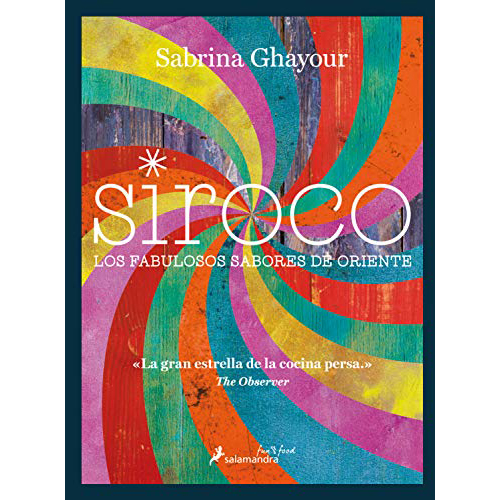 Sabrina Ghayour
siroco
LOS FABULOSOS SABORES DE ORIENTE
«La gran estrella de la cocina persa.»
The Observer
fun & food
salamandra